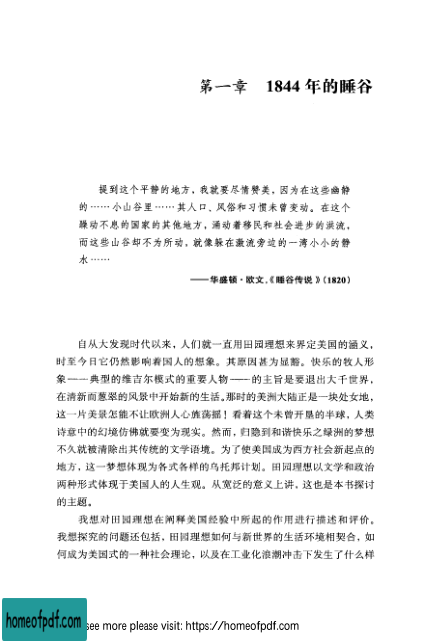 第一章 1844 年的睡谷
提到这个平静的地方，我就要尽情赞美，因为在这些幽静
的……小山谷里……其人口、风俗和习惯未曾变动。在这个
躁动不息的国家的其他地方，涌动着移民和社会进步的洪流，
而这些山谷却不为所动，就像躲在激流旁边的一湾小小的静
水……
——华盛顿·欧文，《睡谷传说》(1820)
自从大发现时代以来，人们就一直用田园理想来界定美国的涵义，
时至今日它仍然影响着国人的想象。其原因甚为显豁。快乐的牧人形
象——典型的维吉尔模式的重要人物——的主旨是要退出大千世界，
在清新而葱翠的风景中开始新的生活。那时的美洲大陆正是一块处女地，
这一片美景怎能不让欧洲人心旌荡摇！看着这个未曾开垦的半球，人类
诗意中的幻境仿佛就要变为现实。然而，归隐到和谐快乐之绿洲的梦想
不久就被清除出其传统的文学语境。为了使美国成为西方社会新起点的
地方，这一梦想体现为各式各样的乌托邦计划。田园理想以文学和政治
两种形式体现于美国人的人生观。从宽泛的意义上讲，这也是本书探讨
的主题。
我想对田园理想在阐释美国经验中所起的作用进行描述和评价。
我想探究的问题还包括，田园理想如何与新世界的生活环境相契合，如
何成为美国式的一种社会理论，以及在工业化浪潮冲击下发生了什么样
homeofpdf.com
see more please visit: https://homeofpdf.com